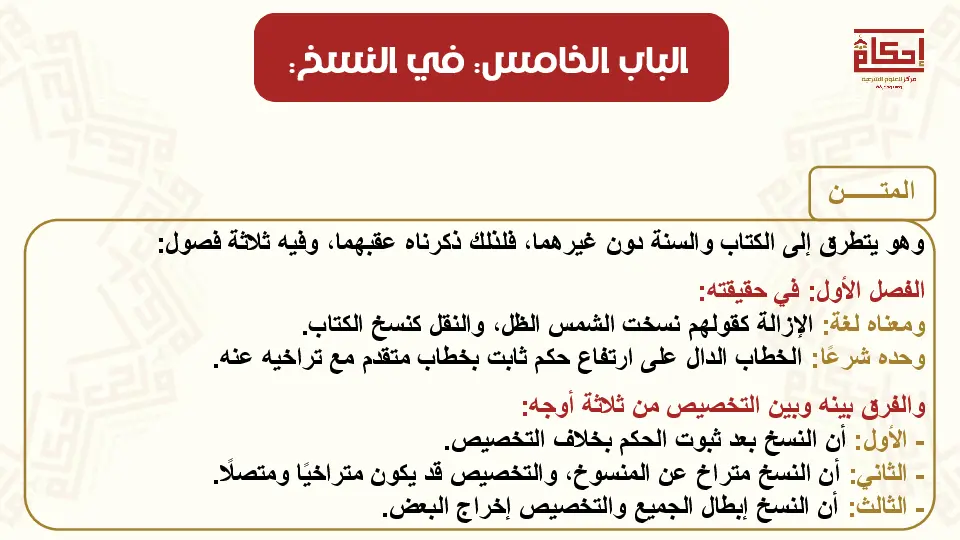 الباب الخامس: في النسخ:
إحكام
مركز للعلوم الشرعية
المتـــــن
وهو يتطرق إلى الكتاب والسنة دون غيرهما، فلذلك ذكرناه عقبهما، وفيه ثلاثة فصول:
الفصل الأول: في حقيقته:
ومعناه لغة: الإزالة كقولهم نسخت الشمس الظل، والنقل كنسخ الكتاب.
وحده شرعًا: الخطاب الدال على ارتفاع حكم ثابت بخطاب متقدم مع تراخيه عنه.
والفرق بينه وبين التخصيص من ثلاثة أوجه:
- الأول: أن النسخ بعد ثبوت الحكم بخلاف التخصيص.
- الثاني: أن النسخ متراخ عن المنسوخ، والتخصيص قد يكون متراخيًا ومتصلًا.
- الثالث: أن النسخ إبطال الجميع والتخصيص إخراج البعض.